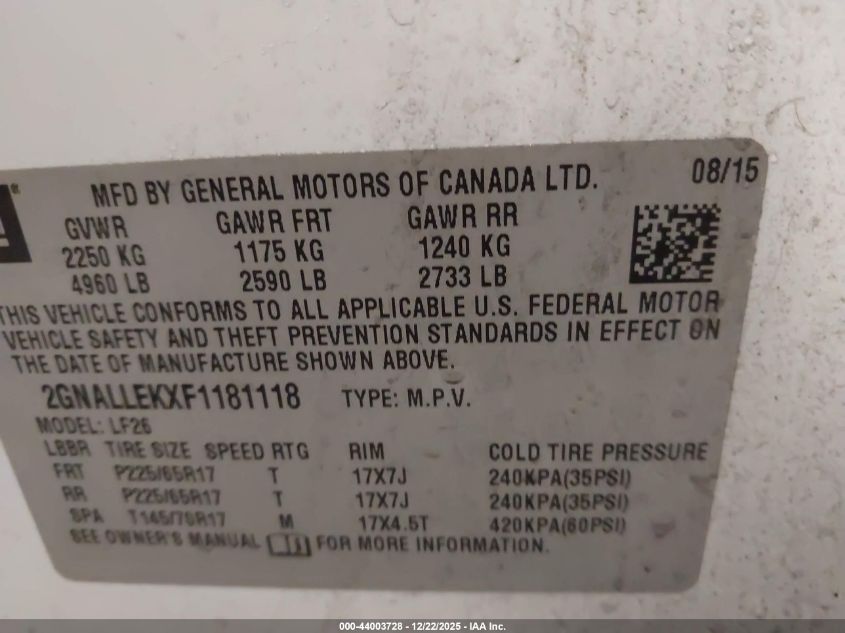 MFD BY GENERAL MOTORS OF CANADA LTD. 08/15
GVWR GAWR FRT GAWR RR
2250 KG 1175 KG 1240 KG
4960 LB 2590 LB 2733 LB
THIS VEHICLE CONFORMS TO ALL APPLICABLE U.S. FEDERAL MOTOR
VEHICLE SAFETY AND THEFT PREVENTION STANDARDS IN EFFECT ON
THE DATE OF MANUFACTURE SHOWN ABOVE.
2GNALLEKXF1181118 TYPE: M.P.V.
MODEL: LF26
LBBR TIRE SIZE SPEED RTG RIM COLD TIRE PRESSURE
FRT P225/65R17 T 17X7J 240KPA(35PSI)
RR P225/65R17 T 17X7J 240KPA(35PSI)
SPA T145/70R17 M 17X4.5T 420KPA(60PSI)
SEE OWNER'S MANUAL FOR MORE INFORMATION.
000-44003728 - 12/22/2025 - IAA Inc.